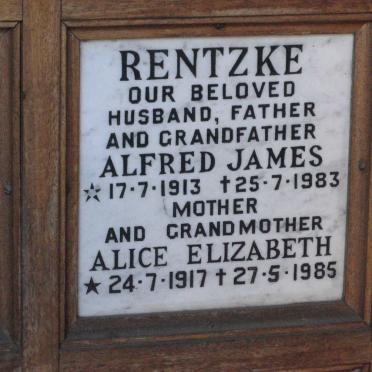 RENTZKE
OUR BELOVED
HUSBAND, FATHER
AND GRANDFATHER
ALFRED JAMES
☆ 17·7·1913 †25·7·1983
MOTHER
AND GRANDMOTHER
ALICE ELIZABETH
★ 24·7·1917 † 27·5·1985